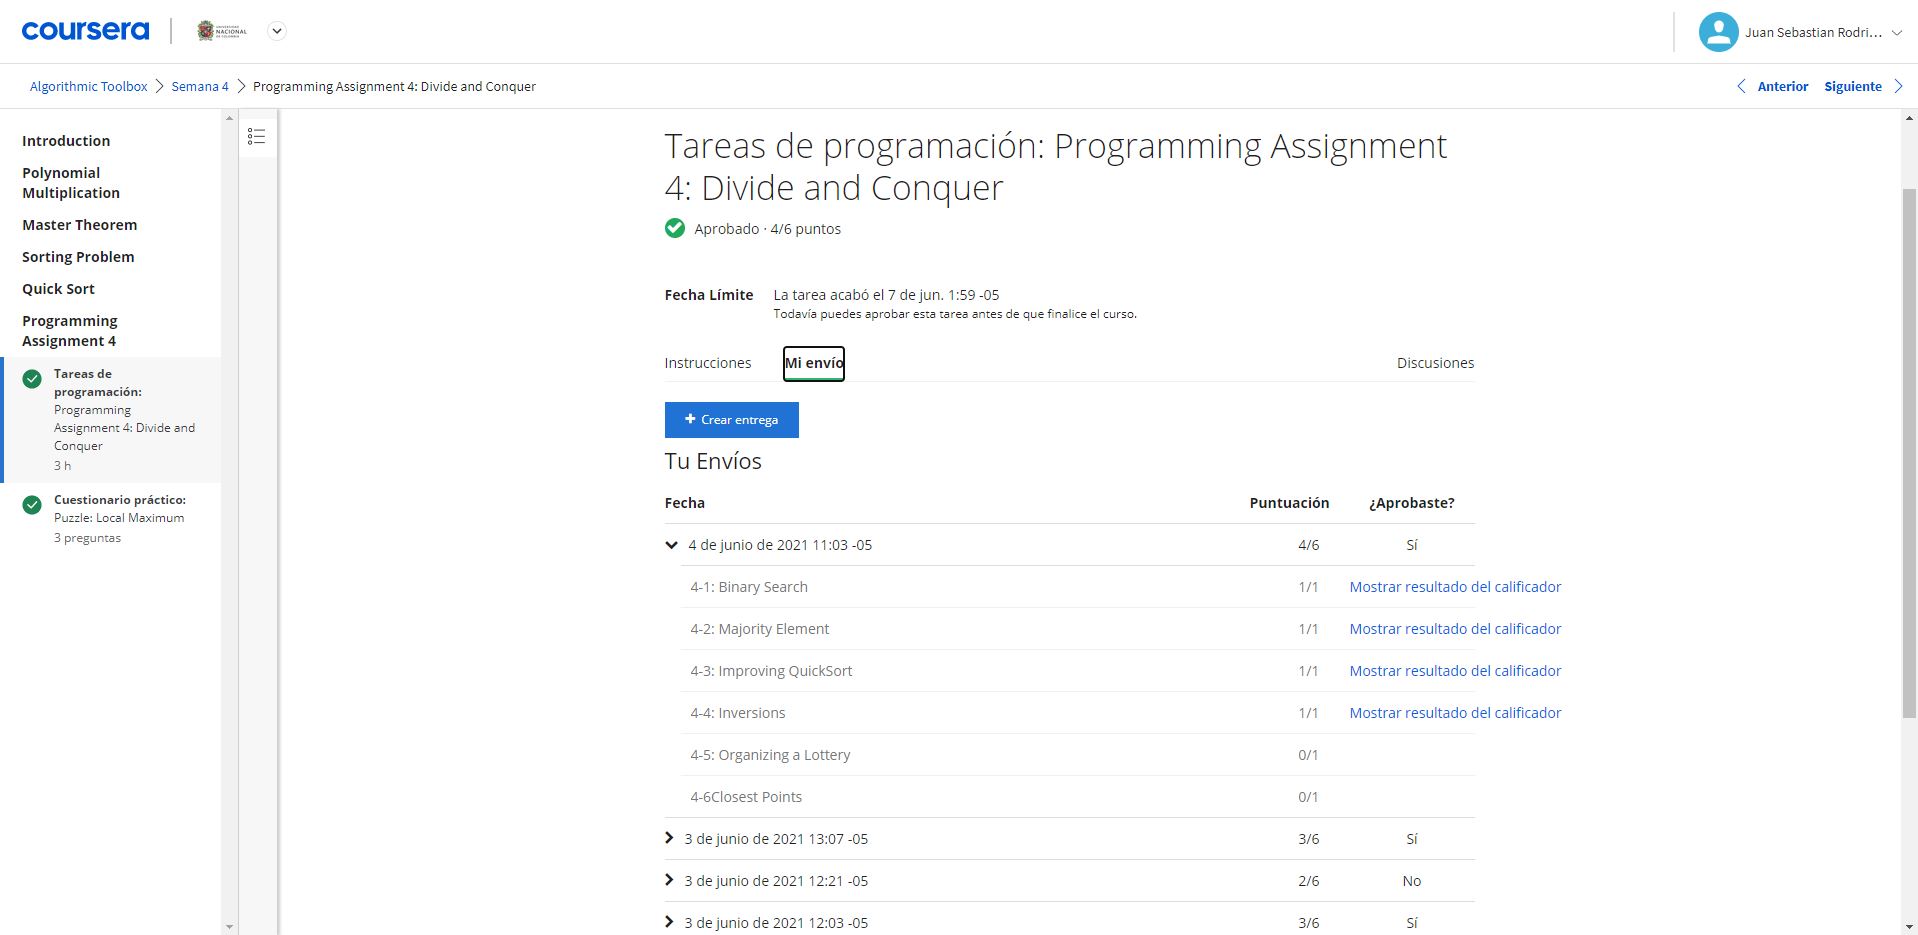 coursera
UNIVERSIDAD
NACIONAL
DE COLOMBIA
Juan Sebastian Rodri...
Algorithmic Toolbox
Semana 4
Programming Assignment 4: Divide and Conquer
Anterior
Siguiente
Introduction
Polynomial
Multiplication
Master Theorem
Sorting Problem
Quick Sort
Programming
Assignment 4
Tareas de
programación:
Programming
Assignment 4: Divide and
Conquer
3 h
Cuestionario práctico:
Puzzle: Local Maximum
3 preguntas
Tareas de programación: Programming Assignment
4: Divide and Conquer
Aprobado · 4/6 puntos
Fecha Límite La tarea acabó el 7 de jun. 1:59 -05
Todavía puedes aprobar esta tarea antes de que finalice el curso.
Instrucciones Mi envío Discusiones
+ Crear entrega
Tu Envíos
Fecha Puntuación ¿Aprobaste?
4 de junio de 2021 11:03 -05 4/6 Sí
4-1: Binary Search 1/1 Mostrar resultado del calificador
4-2: Majority Element 1/1 Mostrar resultado del calificador
4-3: Improving QuickSort 1/1 Mostrar resultado del calificador
4-4: Inversions 1/1 Mostrar resultado del calificador
4-5: Organizing a Lottery 0/1
4-6Closest Points 0/1
3 de junio de 2021 13:07 -05 3/6 Sí
3 de junio de 2021 12:21 -05 2/6 No
3 de junio de 2021 12:03 -05 3/6 Sí